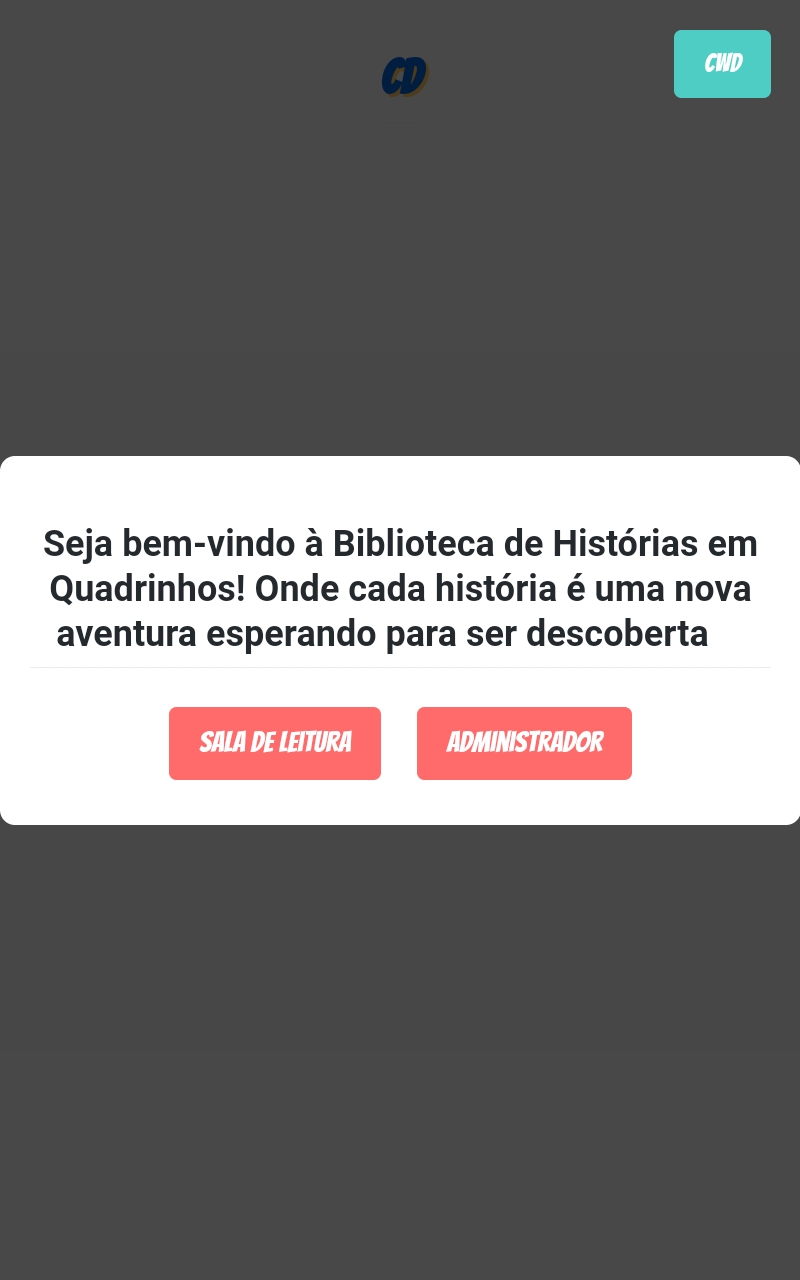 CD
CWD
Seja bem-vindo à Biblioteca de Histórias em
Quadrinhos! Onde cada história é uma nova
aventura esperando para ser descoberta
SALA DE LEITURA
ADMINISTRADOR